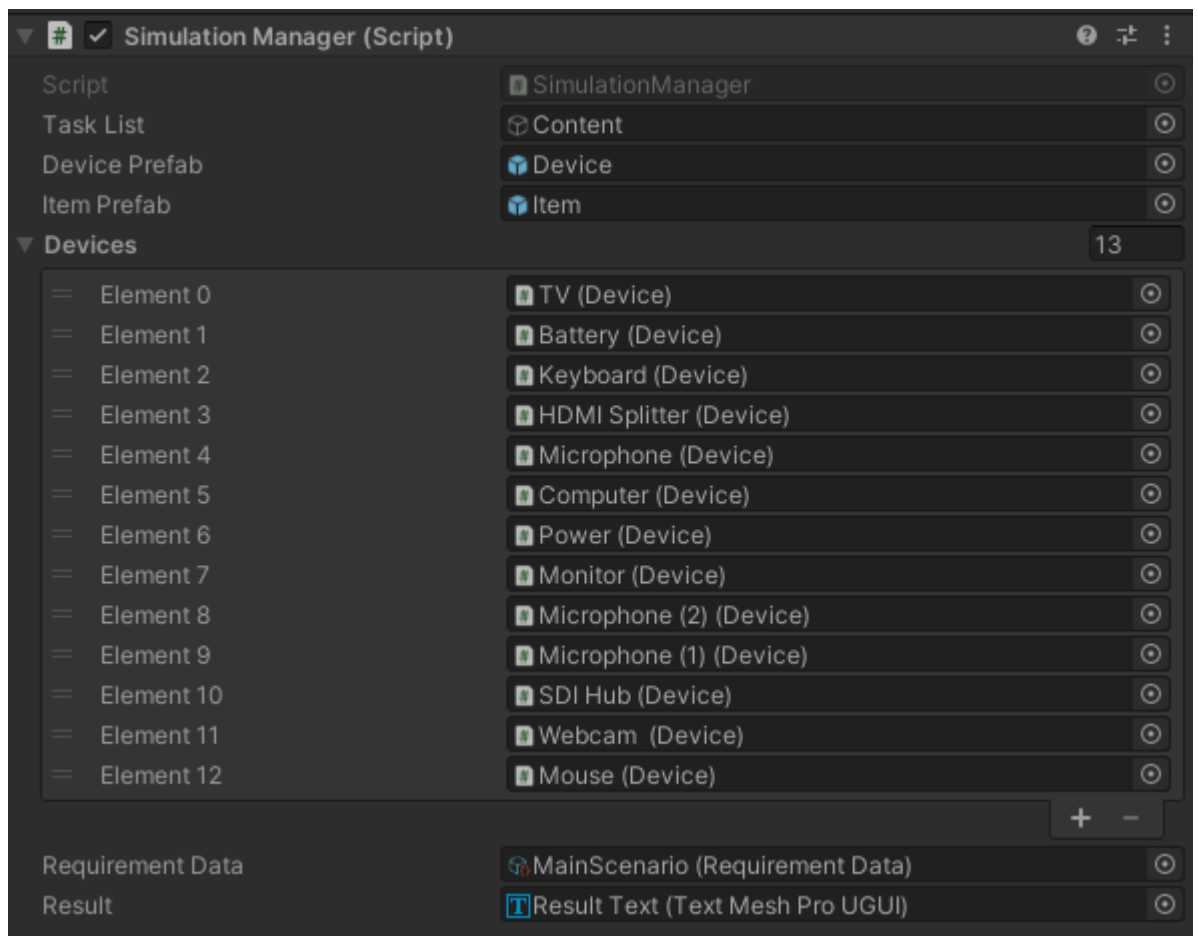 Simulation Manager (Script)
Script SimulationManager
Task List Content
Device Prefab Device
Item Prefab Item
Devices 13
Element 0 TV (Device)
Element 1 Battery (Device)
Element 2 Keyboard (Device)
Element 3 HDMI Splitter (Device)
Element 4 Microphone (Device)
Element 5 Computer (Device)
Element 6 Power (Device)
Element 7 Monitor (Device)
Element 8 Microphone (2) (Device)
Element 9 Microphone (1) (Device)
Element 10 SDI Hub (Device)
Element 11 Webcam  (Device)
Element 12 Mouse (Device)
Requirement Data MainScenario (Requirement Data)
Result Result Text (Text Mesh Pro UGUI)